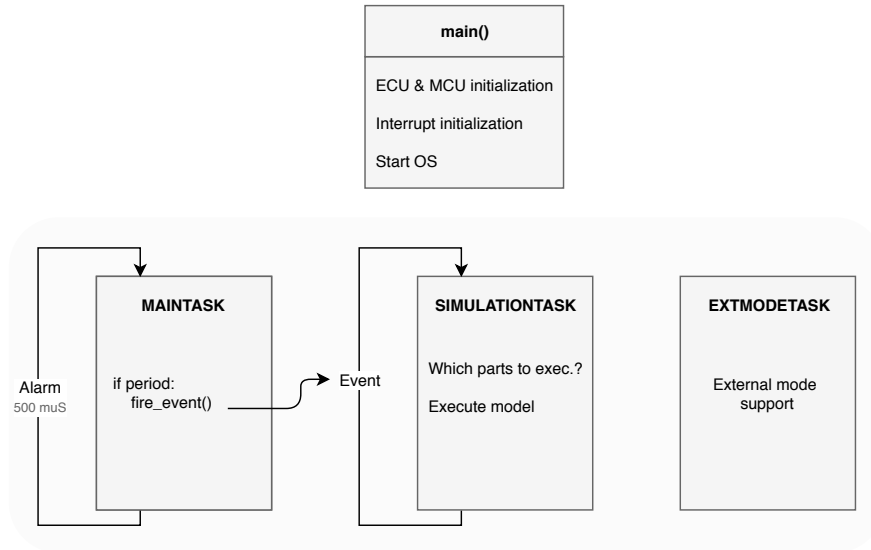 main()
ECU & MCU initialization
Interrupt initialization
Start OS
MAINTASK
if period:
fire_event()
Alarm
500 muS
Event
SIMULATIONTASK
Which parts to exec.?
Execute model
EXTMODETASK
External mode
support